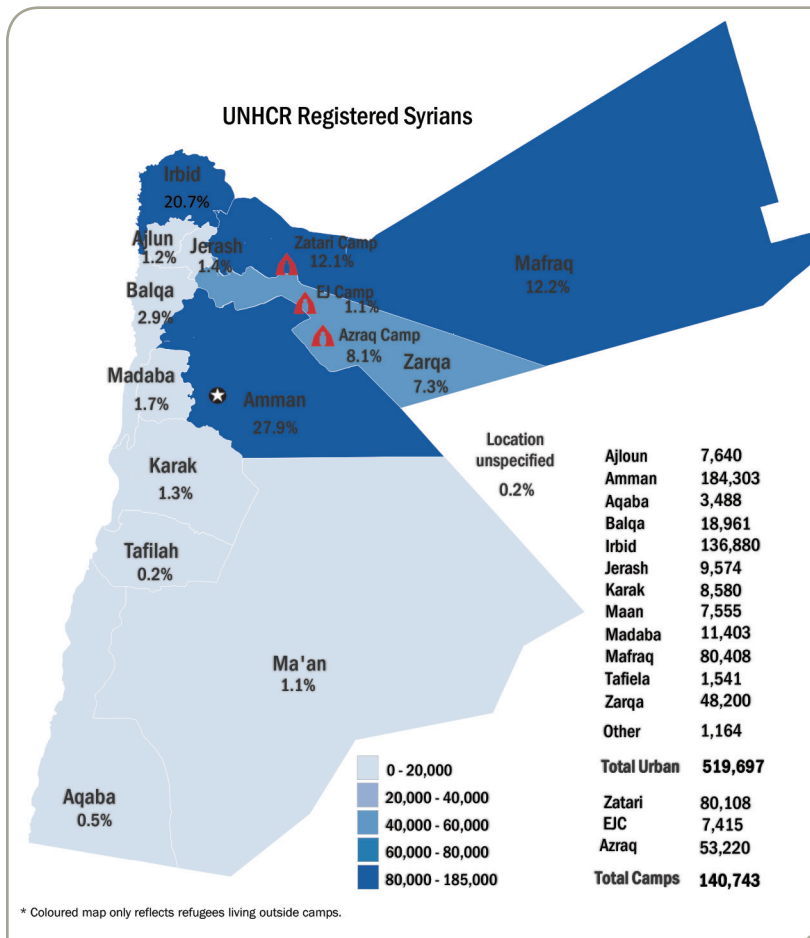 UNHCR Registered Syrians
Irbid
20.7%
Ajlun
1.2%
Jerash
1.4%
Zatari Camp
12.1%
Mafraq
12.2%
EJ Camp
1.1%
Balqa
2.9%
Azraq Camp
8.1%
Zarqa
7.3%
Madaba
1.7%
Amman
27.9%
Karak
1.3%
Location
unspecified
0.2%
Tafilah
0.2%
Ma'an
1.1%
Aqaba
0.5%
Ajloun 7,640
Amman 184,303
Aqaba 3,488
Balqa 18,961
Irbid 136,880
Jerash 9,574
Karak 8,580
Maan 7,555
Madaba 11,403
Mafraq 80,408
Tafiela 1,541
Zarqa 48,200
Other 1,164
Total Urban 519,697
Zatari 80,108
EJC 7,415
Azraq 53,220
Total Camps 140,743
0 - 20,000
20,000 - 40,000
40,000 - 60,000
60,000 - 80,000
80,000 - 185,000
* Coloured map only reflects refugees living outside camps.